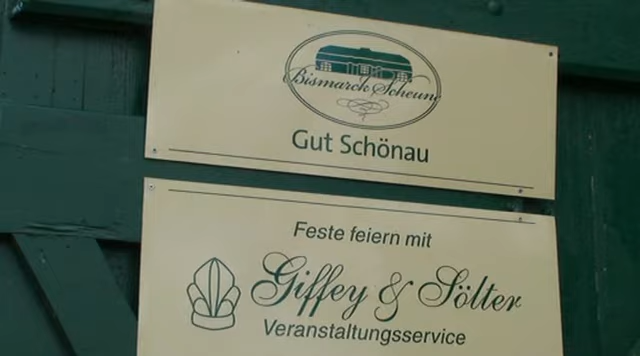 Bismarck Scheune
Gut Schönau
Feste feiern mit
Giffey & Sölter
Veranstaltungsservice